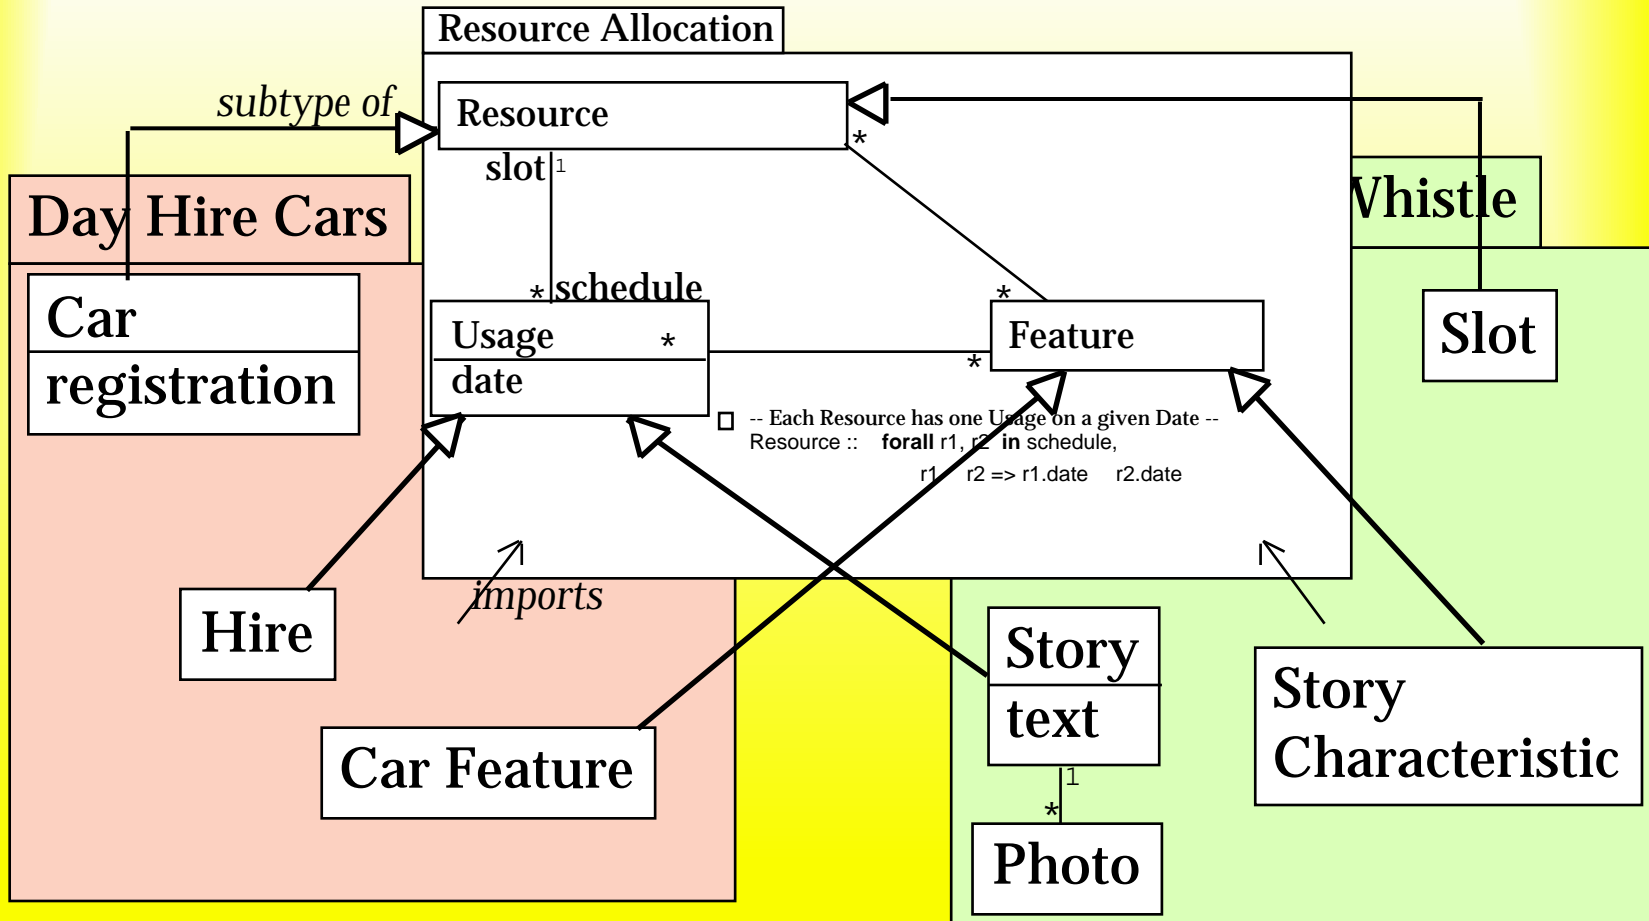 Resource Allocation
subtype of
Resource
*
slot
1
Day Hire Cars
Whistle
Car
registration
* schedule
*
Usage
*
date
Feature
*
Slot
-- Each Resource has one Usage on a given Date --
Resource :: forall r1, r2 in schedule,
r1 r2 => r1.date r2.date
imports
Hire
Story
text
Story
Characteristic
Car Feature
1
*
Photo